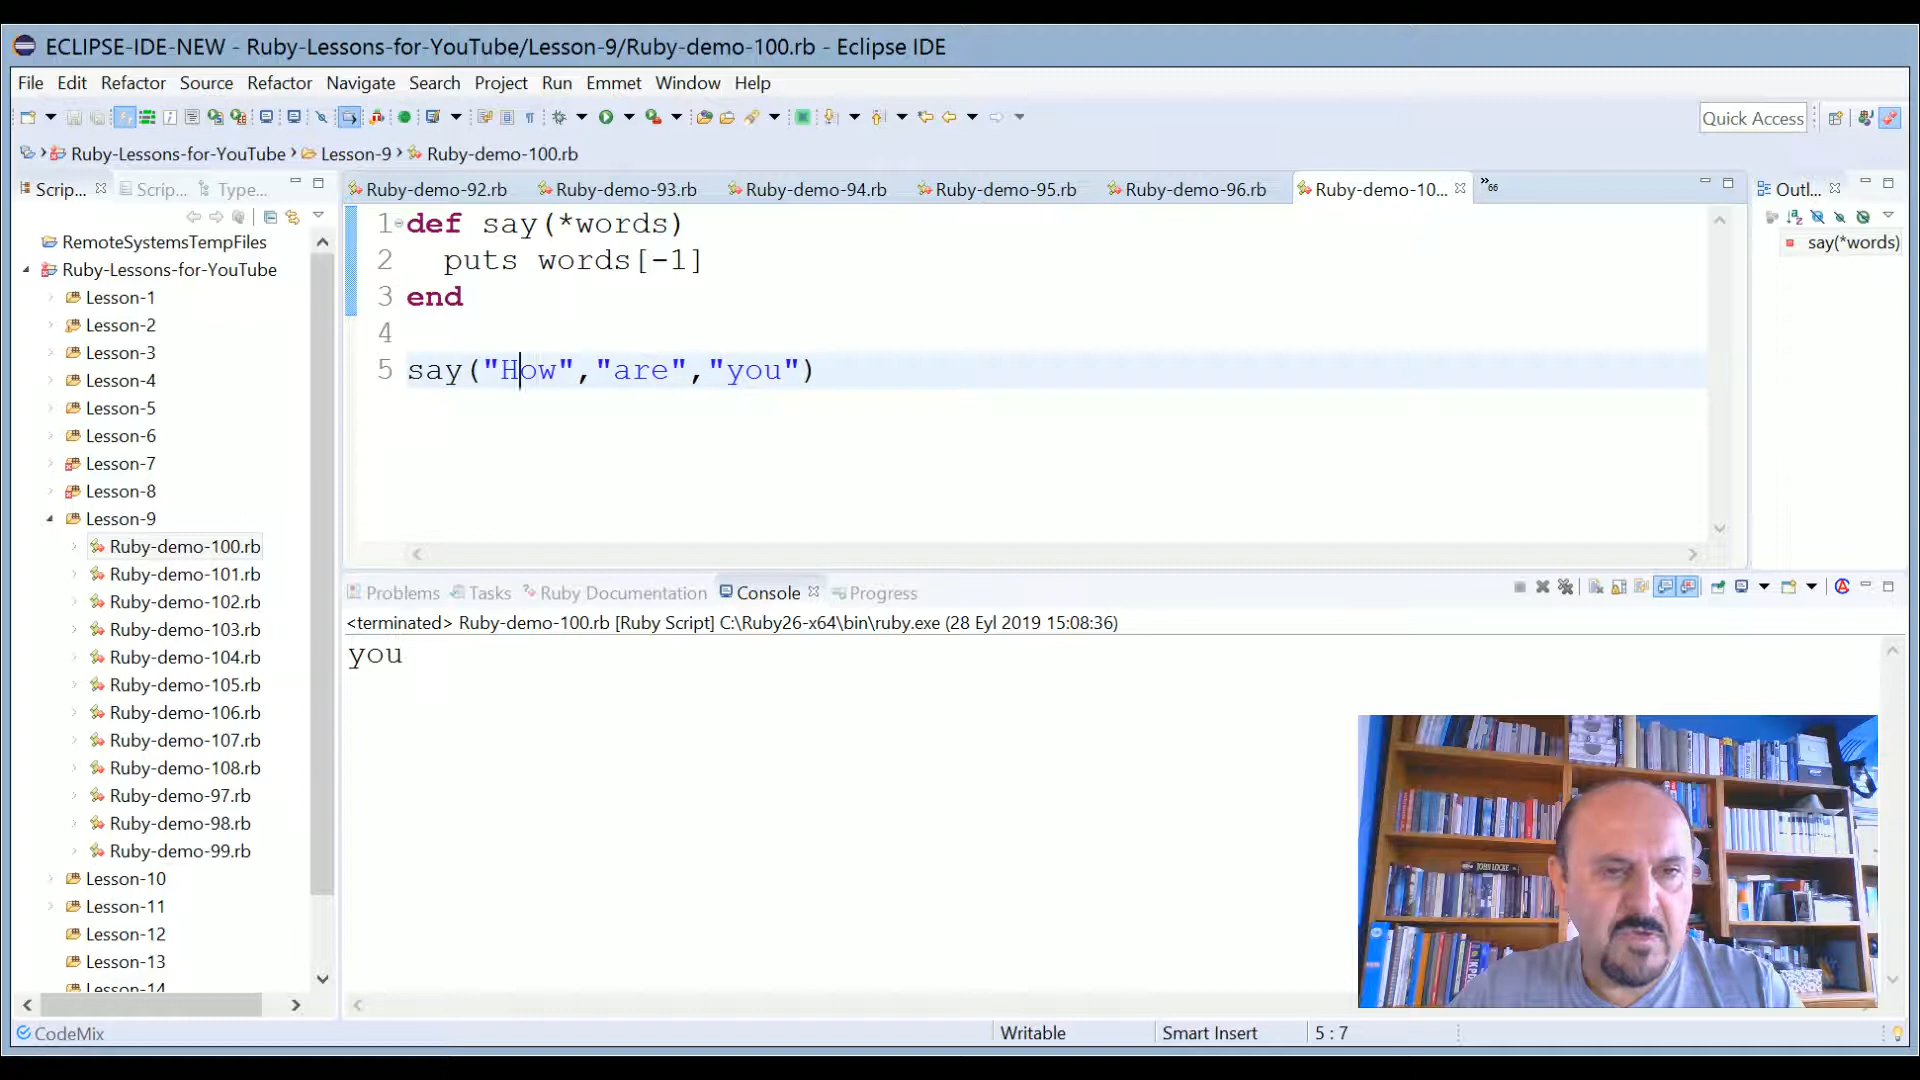 ECLIPSE-IDE-NEW - Ruby-Lessons-for-YouTube/Lesson-9/Ruby-demo-100.rb - Eclipse IDE
File Edit Refactor Source Refactor Navigate Search Project Run Emmet Window Help
Quick Access
Ruby-Lessons-for-YouTube Lesson-9 Ruby-demo-100.rb
Scrip... Scrip... Type...
Ruby-demo-92.rb Ruby-demo-93.rb Ruby-demo-94.rb Ruby-demo-95.rb Ruby-demo-96.rb Ruby-demo-10... »66
Outl...
say(*words)
RemoteSystemsTempFiles
Ruby-Lessons-for-YouTube
Lesson-1
Lesson-2
Lesson-3
Lesson-4
Lesson-5
Lesson-6
Lesson-7
Lesson-8
Lesson-9
Ruby-demo-100.rb
Ruby-demo-101.rb
Ruby-demo-102.rb
Ruby-demo-103.rb
Ruby-demo-104.rb
Ruby-demo-105.rb
Ruby-demo-106.rb
Ruby-demo-107.rb
Ruby-demo-108.rb
Ruby-demo-97.rb
Ruby-demo-98.rb
Ruby-demo-99.rb
Lesson-10
Lesson-11
Lesson-12
Lesson-13
Lesson-14
1 def say(*words)
2 puts words[-1]
3 end
4
5 say("How","are","you")
Problems Tasks Ruby Documentation Console Progress
<terminated> Ruby-demo-100.rb [Ruby Script] C:\Ruby26-x64\bin\ruby.exe (28 Eyl 2019 15:08:36)
you
JOHN LOCKE
CodeMix
Writable Smart Insert 5 : 7